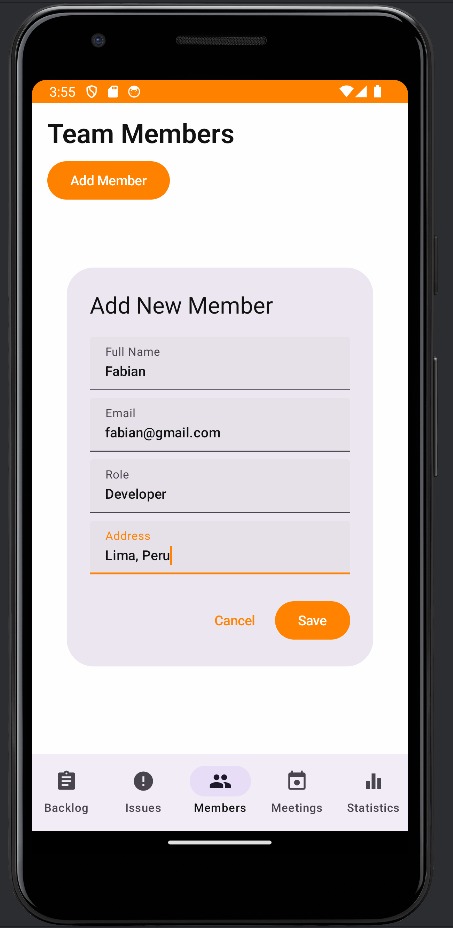 3:55
Team Members
Add Member
Add New Member
Full Name
Fabian
Email
fabian@gmail.com
Role
Developer
Address
Lima, Peru
Cancel Save
Backlog Issues Members Meetings Statistics